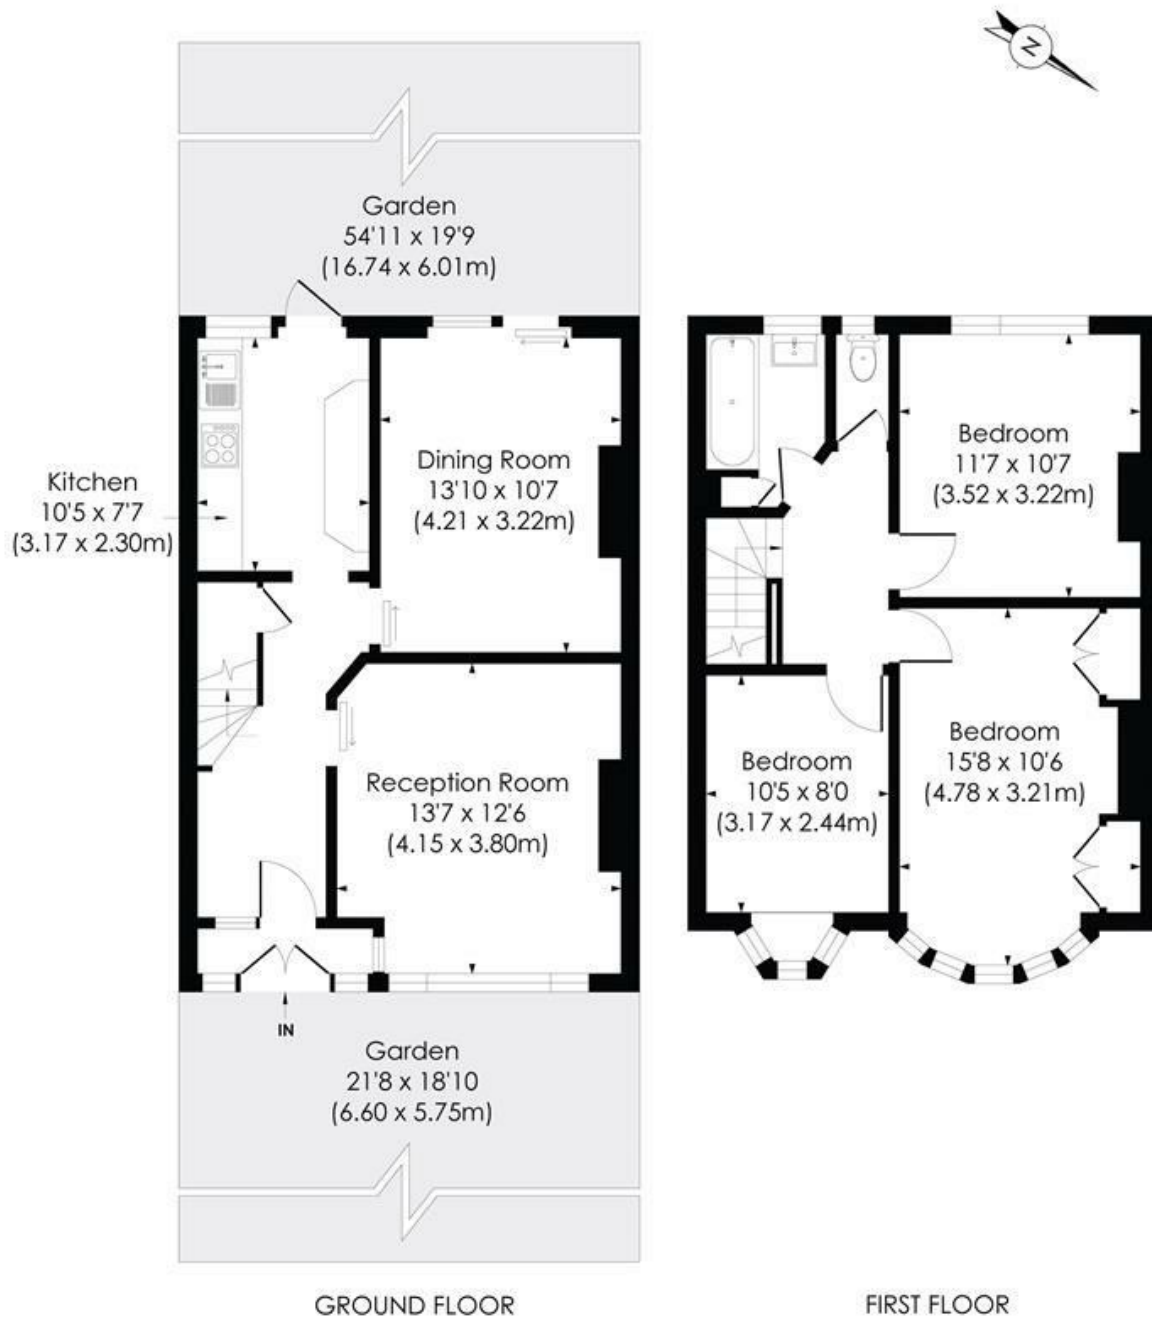 N
Garden
54'11 x 19'9
(16.74 x 6.01m)
Kitchen
10'5 x 7'7
(3.17 x 2.30m)
Dining Room
13'10 x 10'7
(4.21 x 3.22m)
Reception Room
13'7 x 12'6
(4.15 x 3.80m)
IN
Garden
21'8 x 18'10
(6.60 x 5.75m)
GROUND FLOOR
Bedroom
11'7 x 10'7
(3.52 x 3.22m)
Bedroom
15'8 x 10'6
(4.78 x 3.21m)
Bedroom
10'5 x 8'0
(3.17 x 2.44m)
FIRST FLOOR